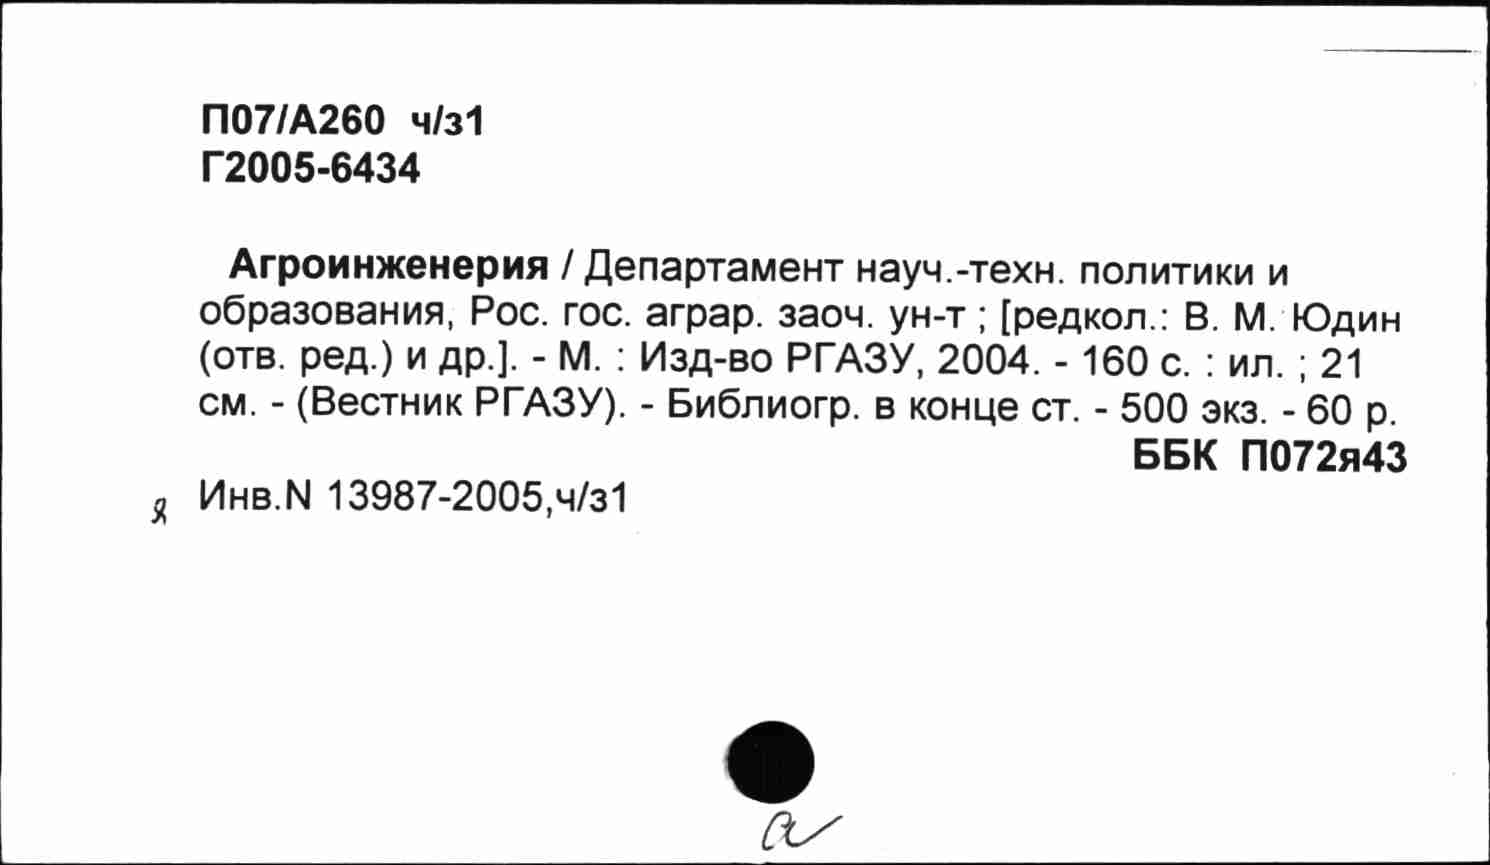 П07/А260 ч/з1
Г2005-6434
Агроинженерия / Департамент науч.-техн. политики и
образования, Рос. гос. аграр. заоч. ун-т ; [редкол.: В. М. Юдин
(отв. ред.) и др.]. - М. : Изд-во РГАЗУ, 2004. - 160 с. : ил. ; 21
см. - (Вестник РГАЗУ). - Библиогр. в конце ст. - 500 экз. - 60 р.
ББК П072я43
я Инв.N 13987-2005,ч/з1
а